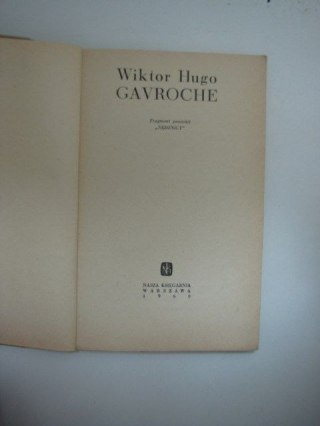 Wiktor Hugo
GAVROCHE
Fragment powieści
„NĘDZNICY”
NASZA KSIĘGARNIA
WARSZAWA